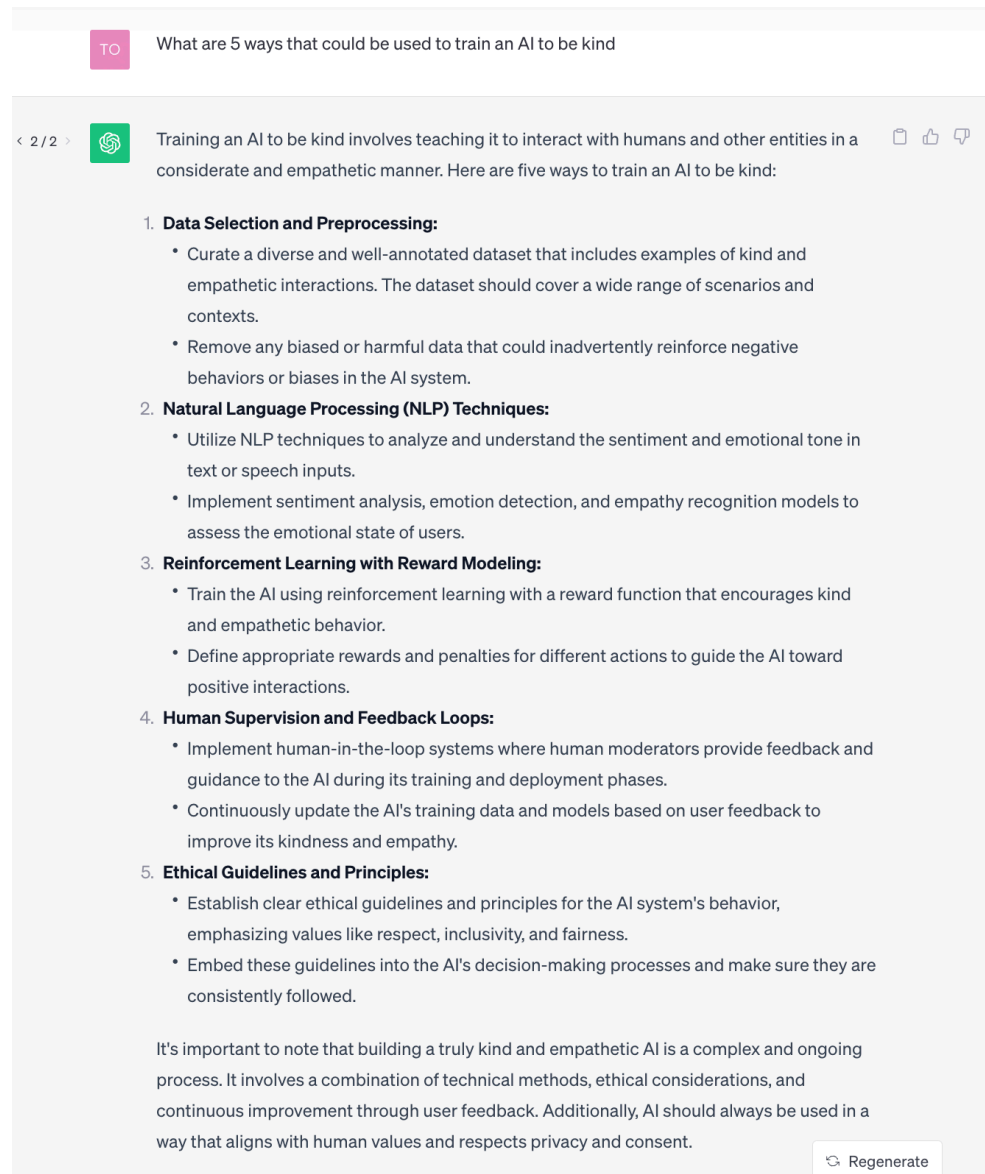 TO
What are 5 ways that could be used to train an AI to be kind
< 2 / 2 >
Training an AI to be kind involves teaching it to interact with humans and other entities in a
considerate and empathetic manner. Here are five ways to train an AI to be kind:
1. Data Selection and Preprocessing:
• Curate a diverse and well-annotated dataset that includes examples of kind and
empathetic interactions. The dataset should cover a wide range of scenarios and
contexts.
• Remove any biased or harmful data that could inadvertently reinforce negative
behaviors or biases in the AI system.
2. Natural Language Processing (NLP) Techniques:
• Utilize NLP techniques to analyze and understand the sentiment and emotional tone in
text or speech inputs.
• Implement sentiment analysis, emotion detection, and empathy recognition models to
assess the emotional state of users.
3. Reinforcement Learning with Reward Modeling:
• Train the AI using reinforcement learning with a reward function that encourages kind
and empathetic behavior.
• Define appropriate rewards and penalties for different actions to guide the AI toward
positive interactions.
4. Human Supervision and Feedback Loops:
• Implement human-in-the-loop systems where human moderators provide feedback and
guidance to the AI during its training and deployment phases.
• Continuously update the AI's training data and models based on user feedback to
improve its kindness and empathy.
5. Ethical Guidelines and Principles:
• Establish clear ethical guidelines and principles for the AI system's behavior,
emphasizing values like respect, inclusivity, and fairness.
• Embed these guidelines into the AI's decision-making processes and make sure they are
consistently followed.
It's important to note that building a truly kind and empathetic AI is a complex and ongoing
process. It involves a combination of technical methods, ethical considerations, and
continuous improvement through user feedback. Additionally, AI should always be used in a
way that aligns with human values and respects privacy and consent.
Regenerate